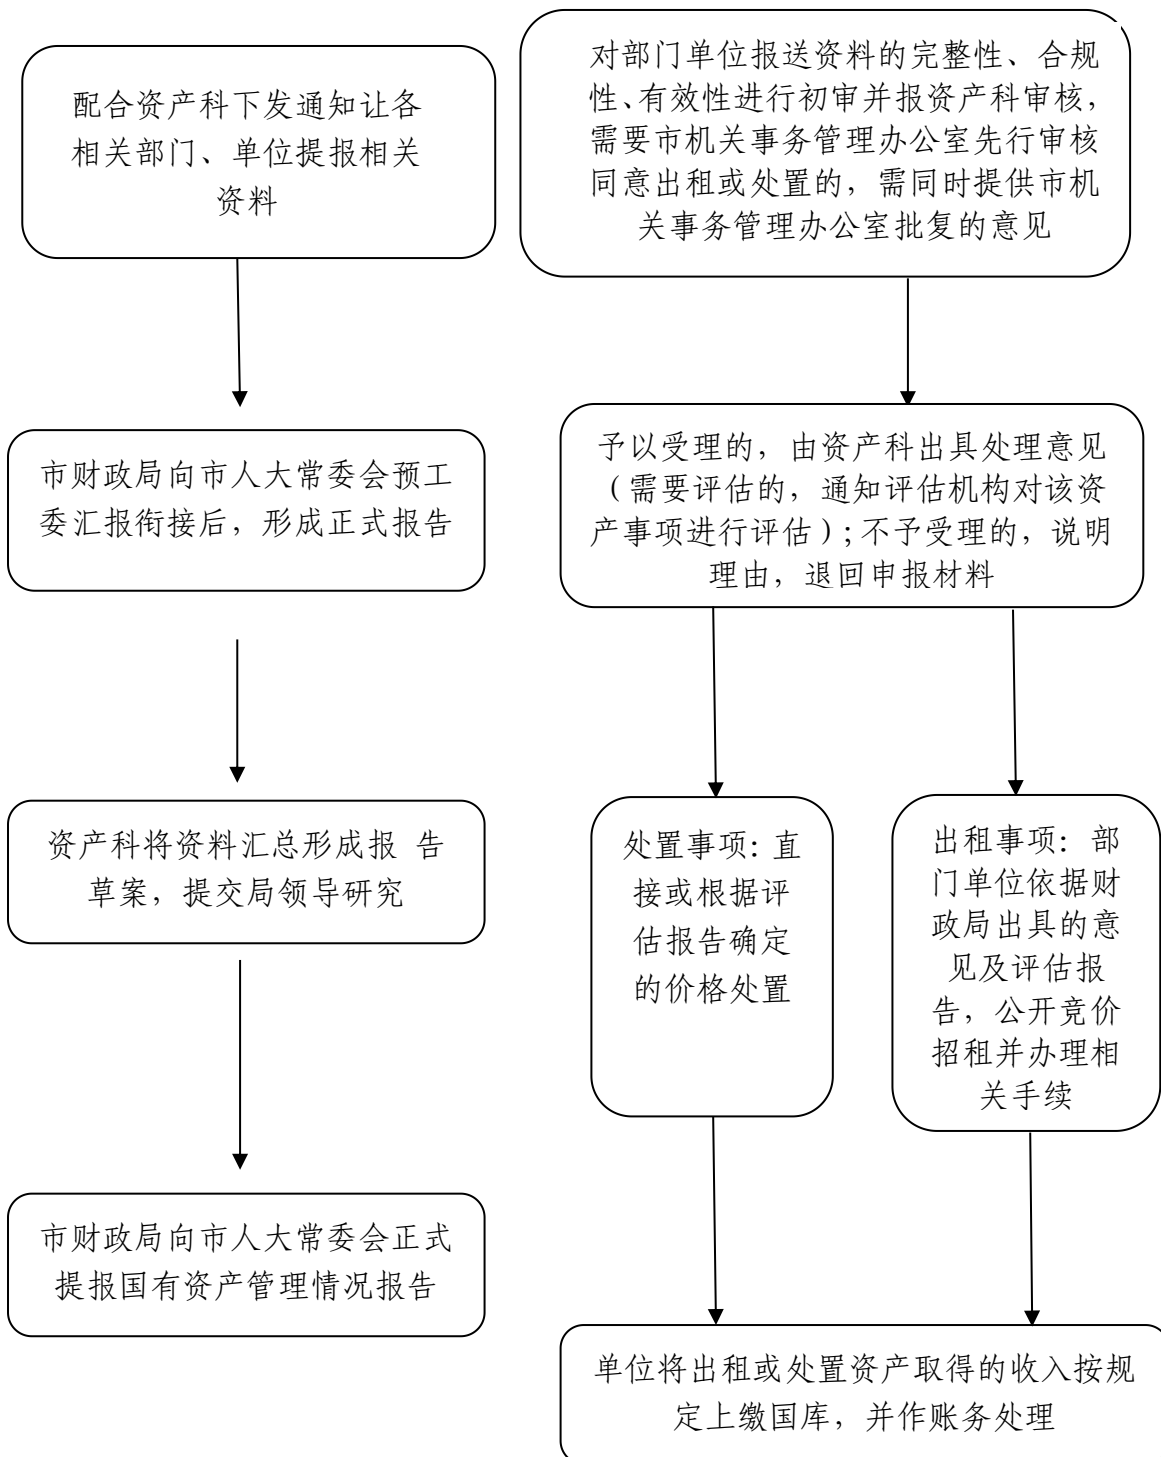 配合资产科下发通知让各
相关部门、单位提报相关
资料
市财政局向市人大常委会预工
委汇报衔接后，形成正式报告
资产科将资料汇总形成报 告
草案，提交局领导研究
市财政局向市人大常委会正式
提报国有资产管理情况报告
对部门单位报送资料的完整性、合规
性、有效性进行初审并报资产科审核，
需要市机关事务管理办公室先行审核
同意出租或处置的，需同时提供市机
关事务管理办公室批复的意见
予以受理的，由资产科出具处理意见
（需要评估的，通知评估机构对该资
产事项进行评估）；不予受理的，说明
理由，退回申报材料
处置事项：直
接或根据评
估报告确定
的价格处置
出租事项：部
门单位依据财
政局出具的意
见及评估报
告，公开竞价
招租并办理相
关手续
单位将出租或处置资产取得的收入按规
定上缴国库，并作账务处理